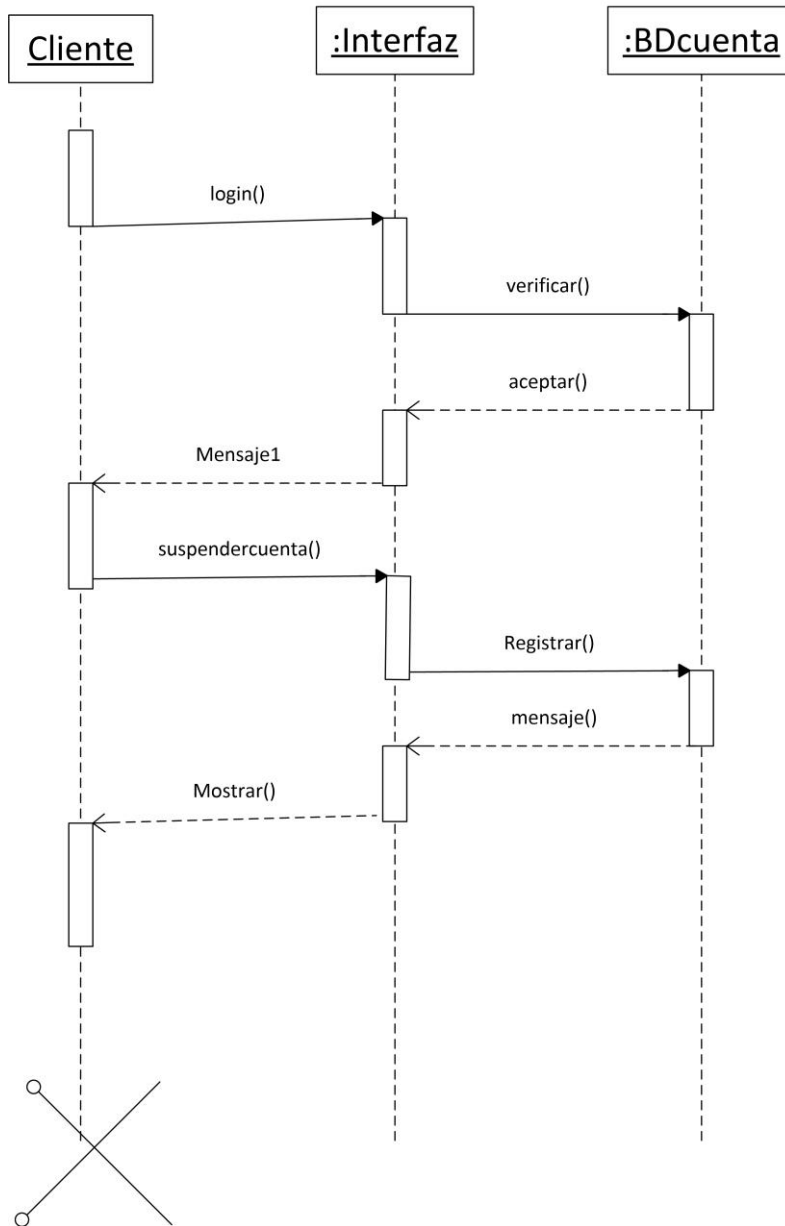 Cliente
:Interfaz
:BDcuenta
login()
verificar()
aceptar()
Mensaje1
suspendercuenta()
Registrar()
mensaje()
Mostrar()